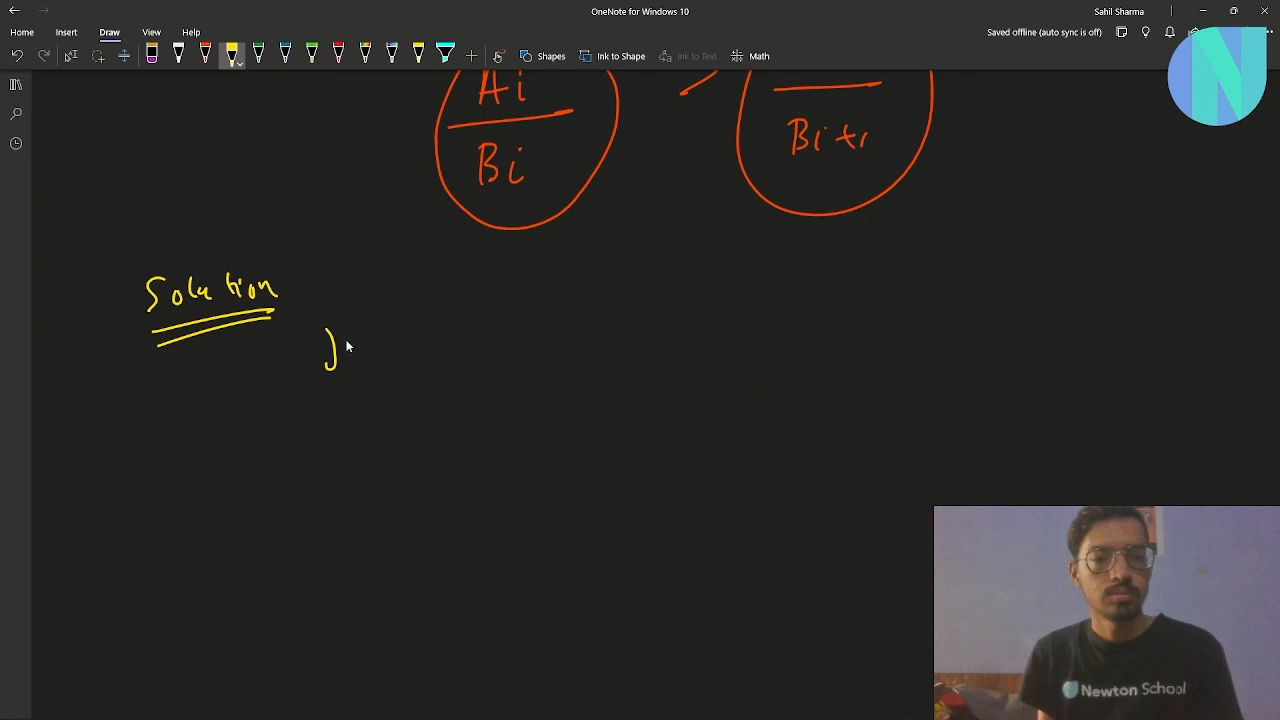 OneNote for Windows 10
Sahil Sharma
Home Insert Draw View Help
Saved offline (auto sync is off)
Shapes Ink to Shape Ink to Text Math
Ai
Bi
Bi+1
Solution
Newton School